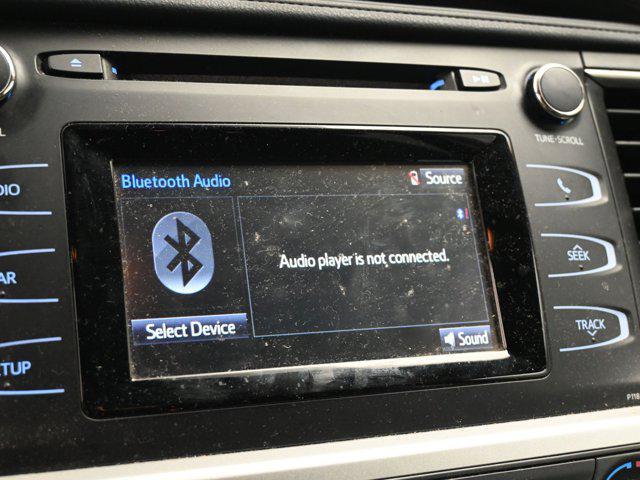 TUNE•SCROLL
Bluetooth Audio
Source
Audio player is not connected.
SEEK
Select Device
Sound
TRACK